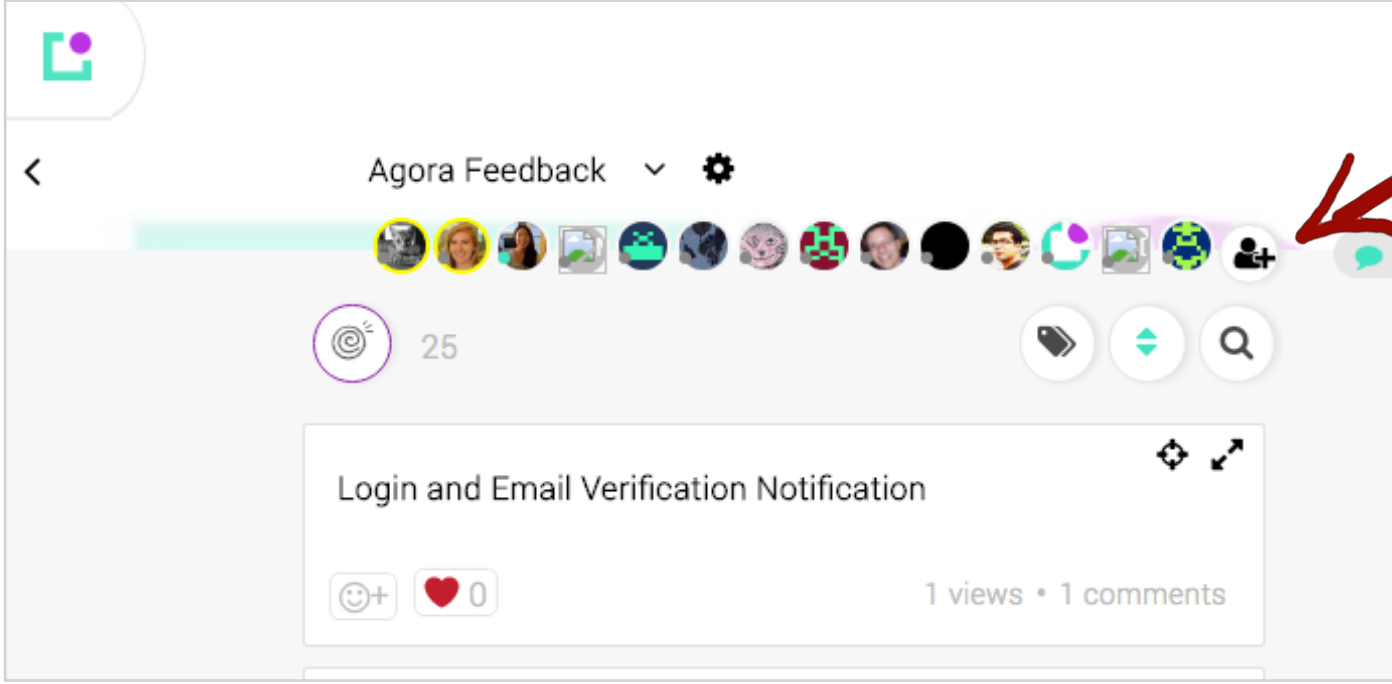 Agora Feedback
25
Login and Email Verification Notification
0
1 views • 1 comments